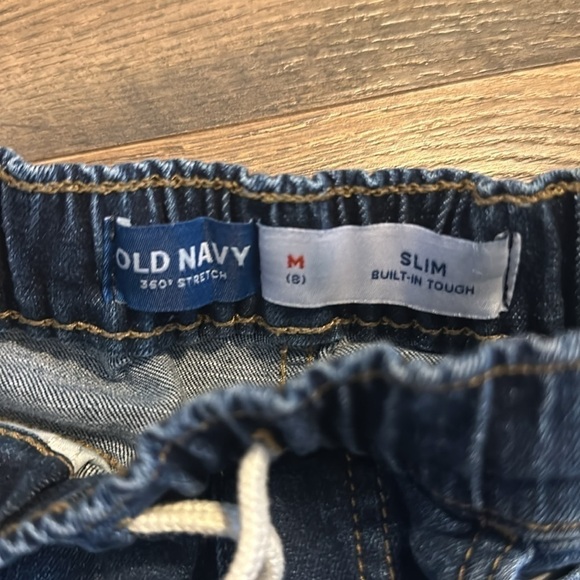 OLD NAVY
360° STRETCH
M
(8)
SLIM
BUILT-IN TOUGH